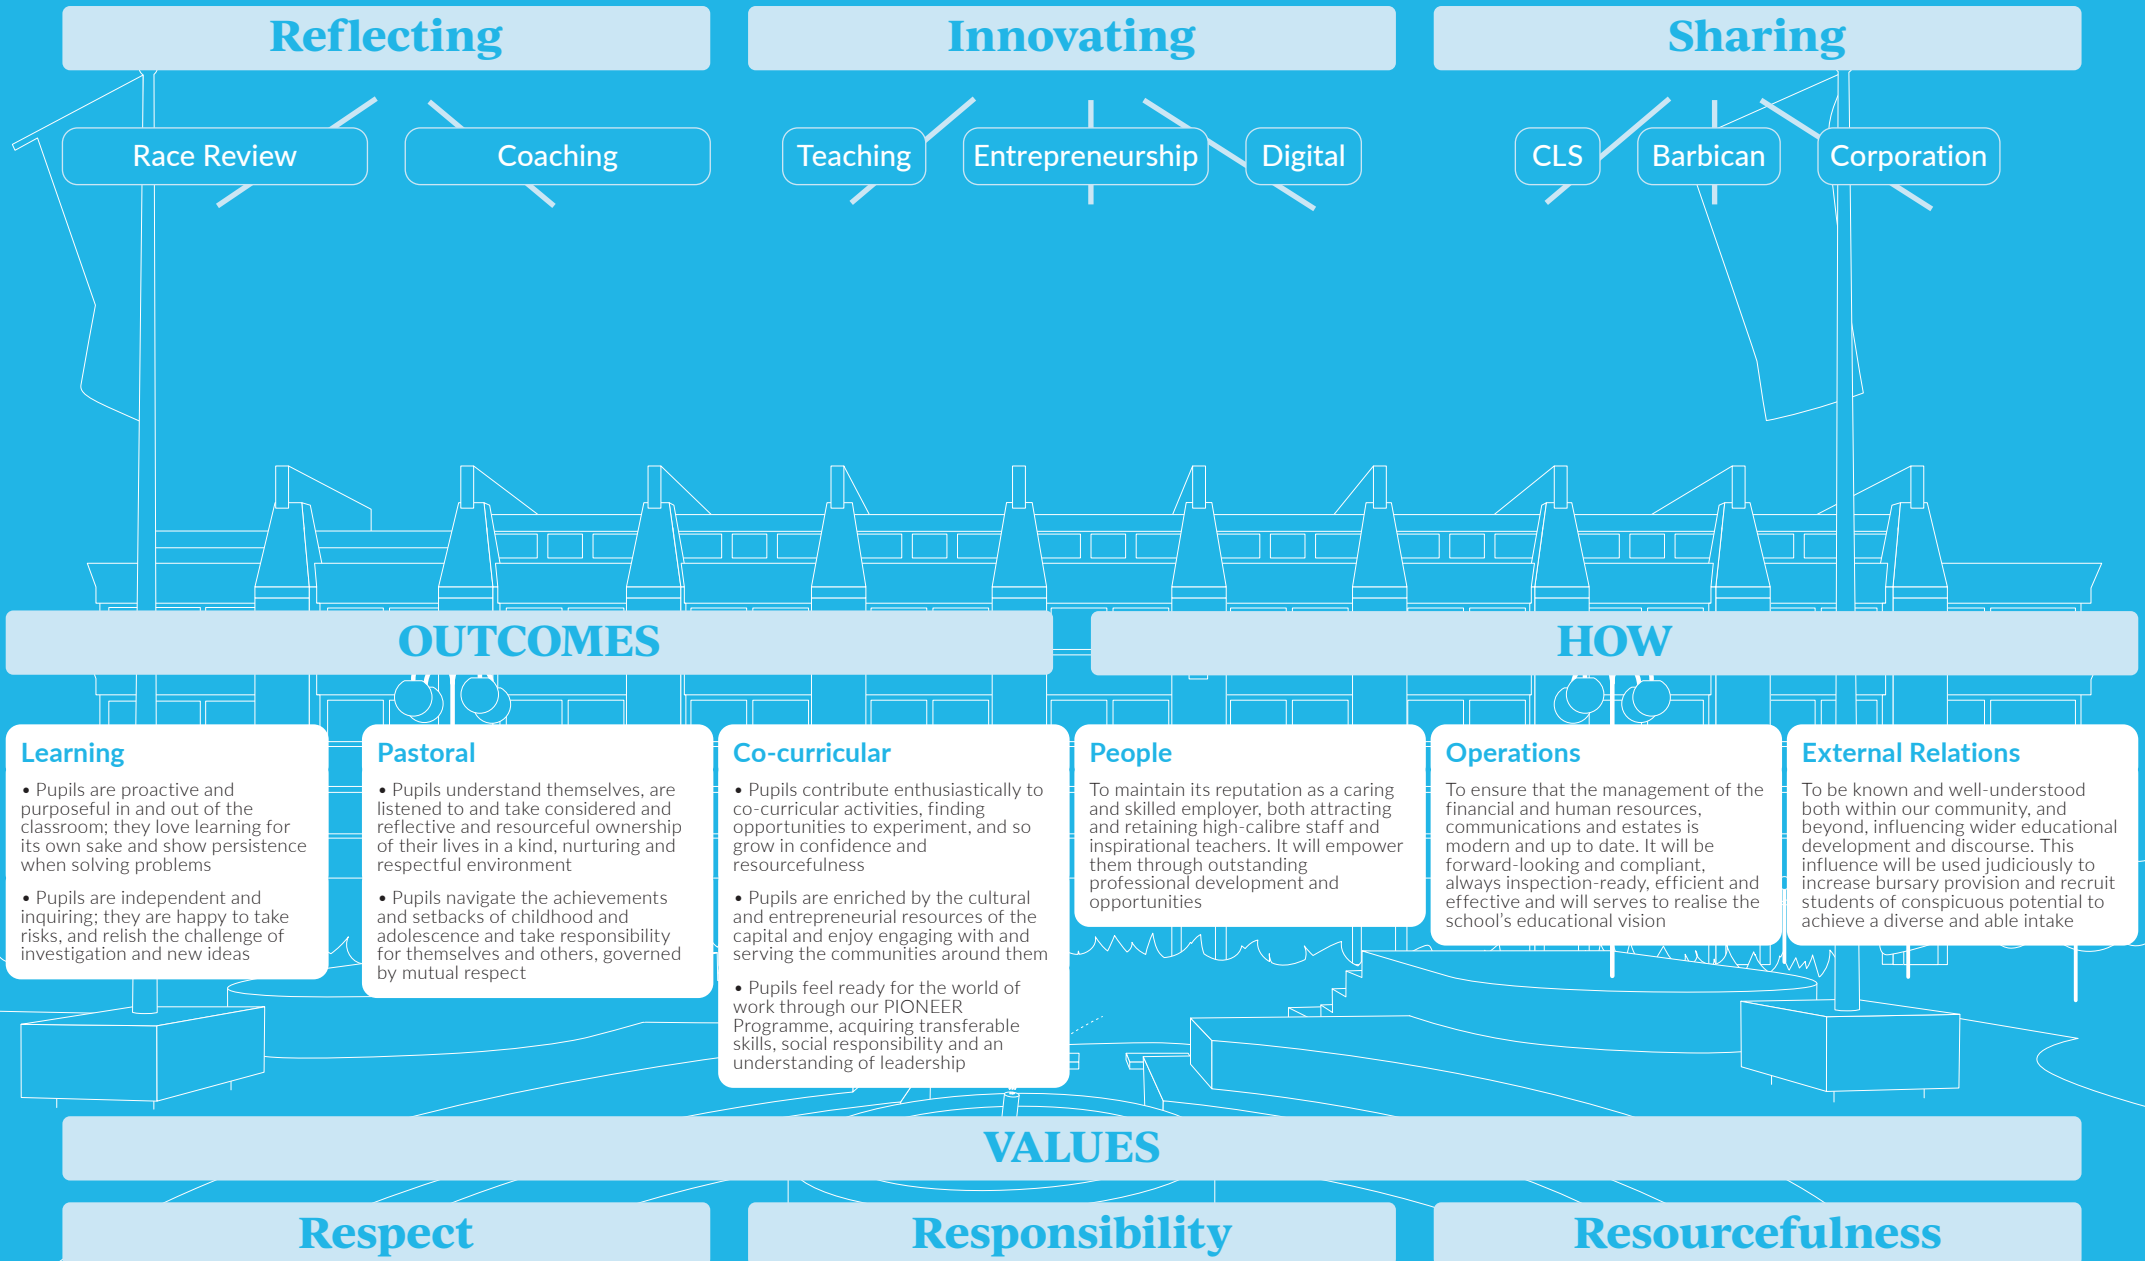 Reflecting
Innovating
Sharing
Race Review
Coaching
Teaching
Entrepreneurship
Digital
CLS
Barbican
Corporation
OUTCOMES
HOW
Learning
• Pupils are proactive and
purposeful in and out of the
classroom; they love learning for
its own sake and show persistence
when solving problems
• Pupils are independent and
inquiring; they are happy to take
risks, and relish the challenge of
investigation and new ideas
Pastoral
• Pupils understand themselves, are
listened to and take considered and
reflective and resourceful ownership
of their lives in a kind, nurturing and
respectful environment
• Pupils navigate the achievements
and setbacks of childhood and
adolescence and take responsibility
for themselves and others, governed
by mutual respect
Co-curricular
• Pupils contribute enthusiastically to
co-curricular activities, finding
opportunities to experiment, and so
grow in confidence and
resourcefulness
• Pupils are enriched by the cultural
and entrepreneurial resources of the
capital and enjoy engaging with and
serving the communities around them
• Pupils feel ready for the world of
work through our PIONEER
Programme, acquiring transferable
skills, social responsibility and an
understanding of leadership
People
To maintain its reputation as a caring
and skilled employer, both attracting
and retaining high-calibre staff and
inspirational teachers. It will empower
them through outstanding
professional development and
opportunities
Operations
To ensure that the management of the
financial and human resources,
communications and estates is
modern and up to date. It will be
forward-looking and compliant,
always inspection-ready, efficient and
effective and will serves to realise the
school's educational vision
External Relations
To be known and well-understood
both within our community, and
beyond, influencing wider educational
development and discourse. This
influence will be used judiciously to
increase bursary provision and recruit
students of conspicuous potential to
achieve a diverse and able intake
VALUES
Respect
Responsibility
Resourcefulness